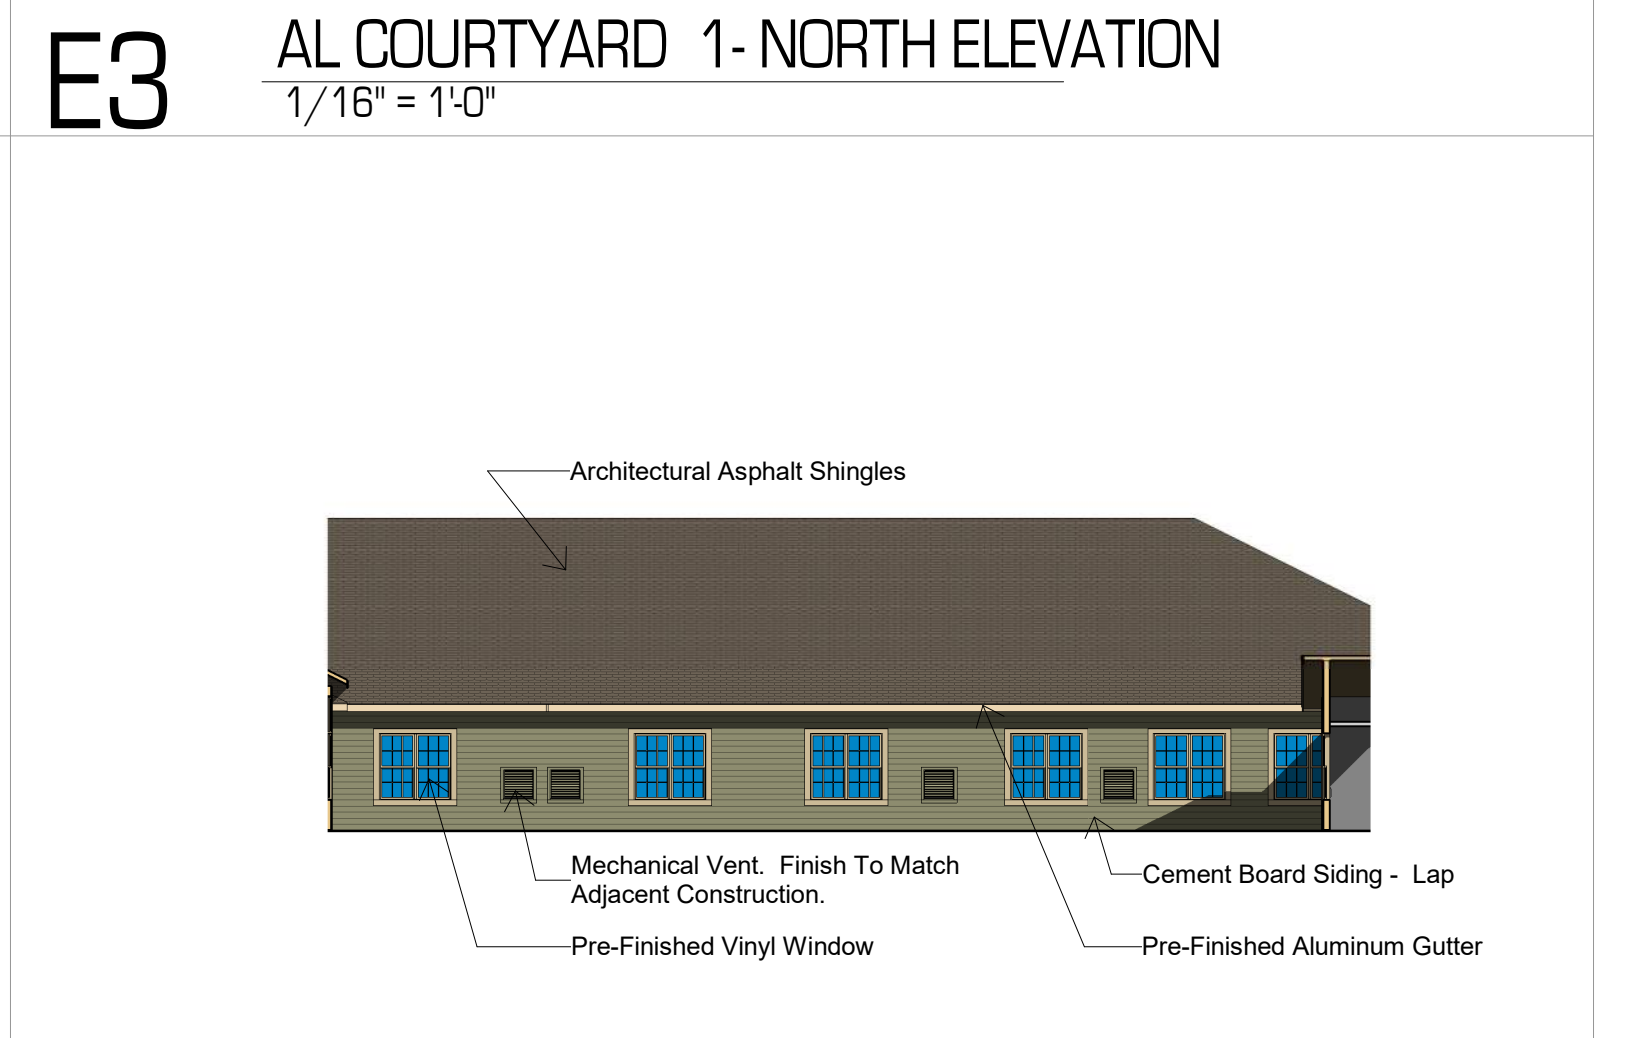 E3
AL COURTYARD 1- NORTH ELEVATION
1/16" = 1'-0"
Architectural Asphalt Shingles
Mechanical Vent. Finish To Match
Adjacent Construction.
Cement Board Siding - Lap
Pre-Finished Vinyl Window
Pre-Finished Aluminum Gutter